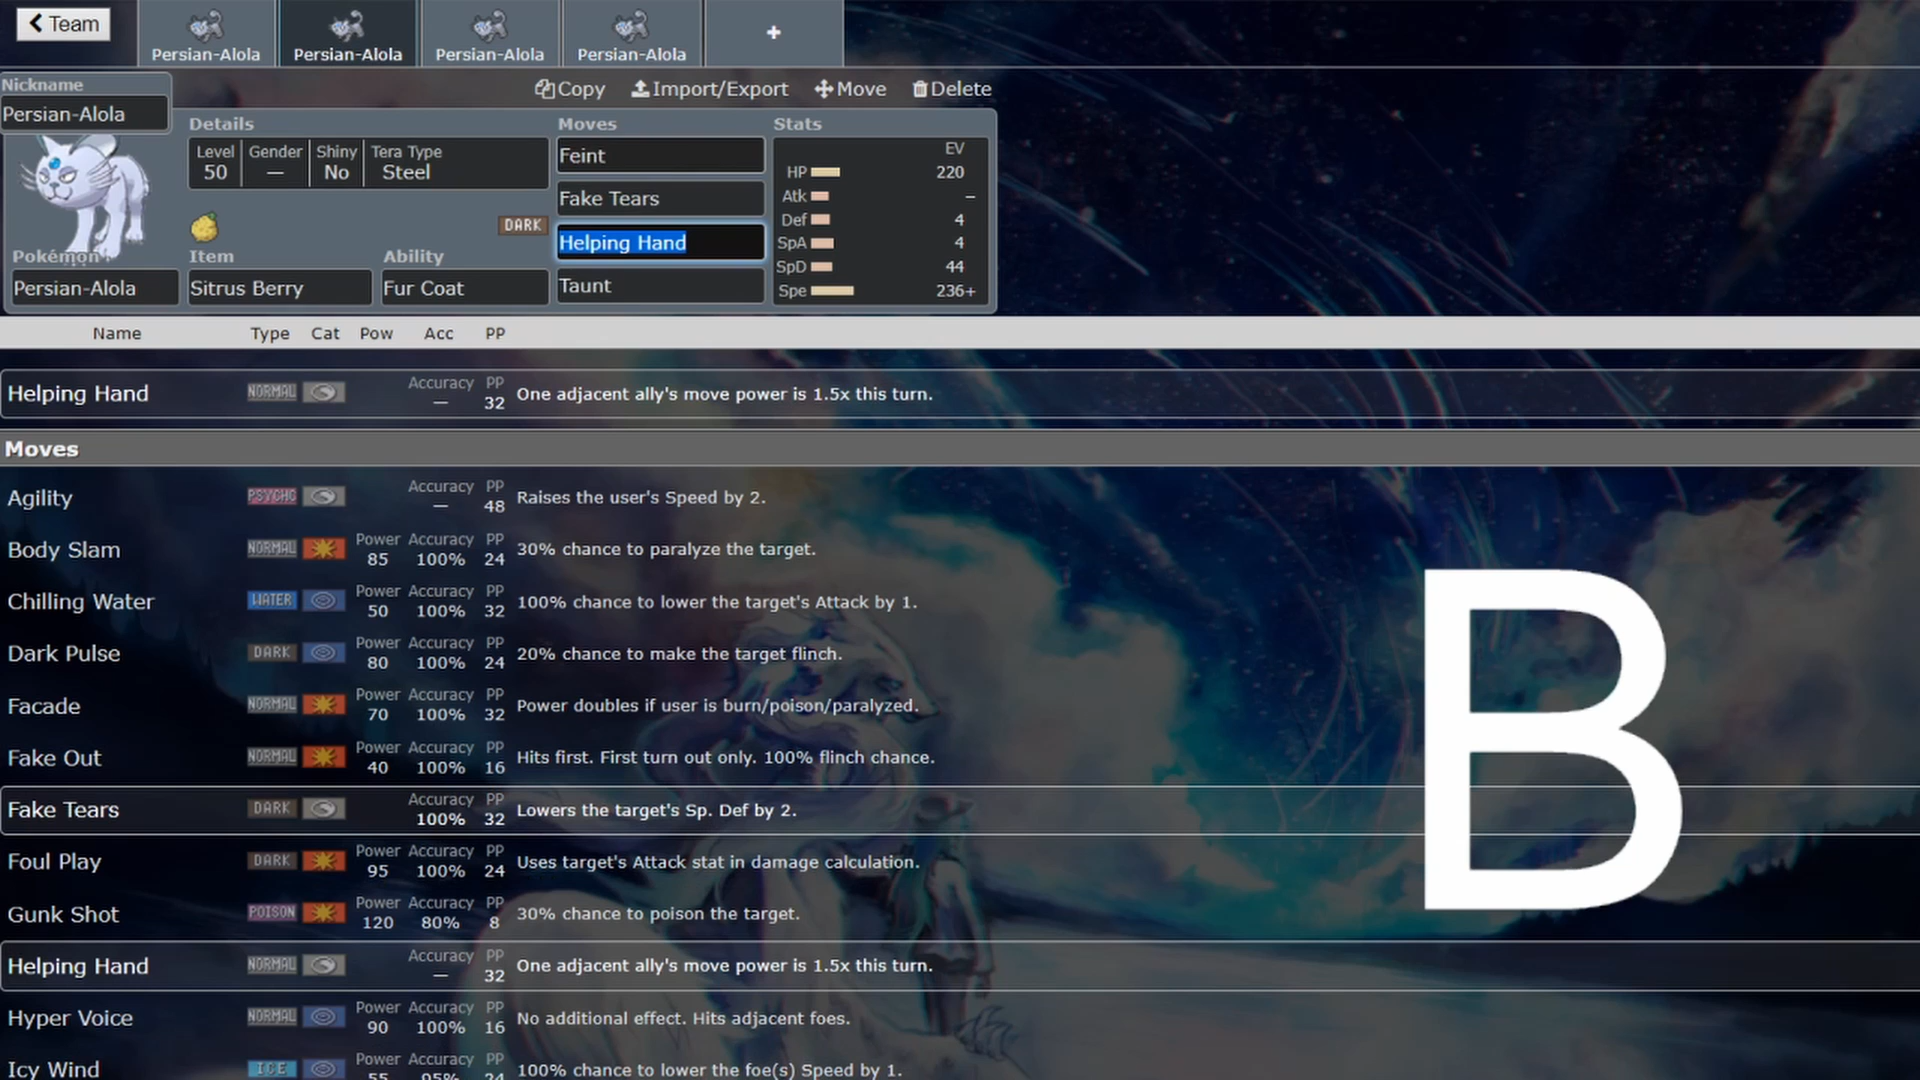 Team
Persian-Alola Persian-Alola Persian-Alola Persian-Alola +
Copy Import/Export Move Delete
Nickname
Persian-Alola
Details Moves Stats
Level Gender Shiny Tera Type
50 — No Steel
Feint
Fake Tears
Helping Hand
Taunt
EV
HP 220
Atk –
Def 4
SpA 4
SpD 44
Spe 236+
DARK
Pokémon Item Ability
Persian-Alola Sitrus Berry Fur Coat
Name Type Cat Pow Acc PP
Helping Hand NORMAL Accuracy — PP 32 One adjacent ally's move power is 1.5x this turn.
Moves
Agility PSYCHC Accuracy — PP 48 Raises the user's Speed by 2.
Body Slam NORMAL Power 85 Accuracy 100% PP 24 30% chance to paralyze the target.
Chilling Water WATER Power 50 Accuracy 100% PP 32 100% chance to lower the target's Attack by 1.
Dark Pulse DARK Power 80 Accuracy 100% PP 24 20% chance to make the target flinch.
Facade NORMAL Power 70 Accuracy 100% PP 32 Power doubles if user is burn/poison/paralyzed.
Fake Out NORMAL Power 40 Accuracy 100% PP 16 Hits first. First turn out only. 100% flinch chance.
Fake Tears DARK Accuracy 100% PP 32 Lowers the target's Sp. Def by 2.
Foul Play DARK Power 95 Accuracy 100% PP 24 Uses target's Attack stat in damage calculation.
Gunk Shot POISON Power 120 Accuracy 80% PP 8 30% chance to poison the target.
Helping Hand NORMAL Accuracy — PP 32 One adjacent ally's move power is 1.5x this turn.
Hyper Voice NORMAL Power 90 Accuracy 100% PP 16 No additional effect. Hits adjacent foes.
Icy Wind ICE Power 55 Accuracy 95% PP 24 100% chance to lower the foe(s) Speed by 1.
B